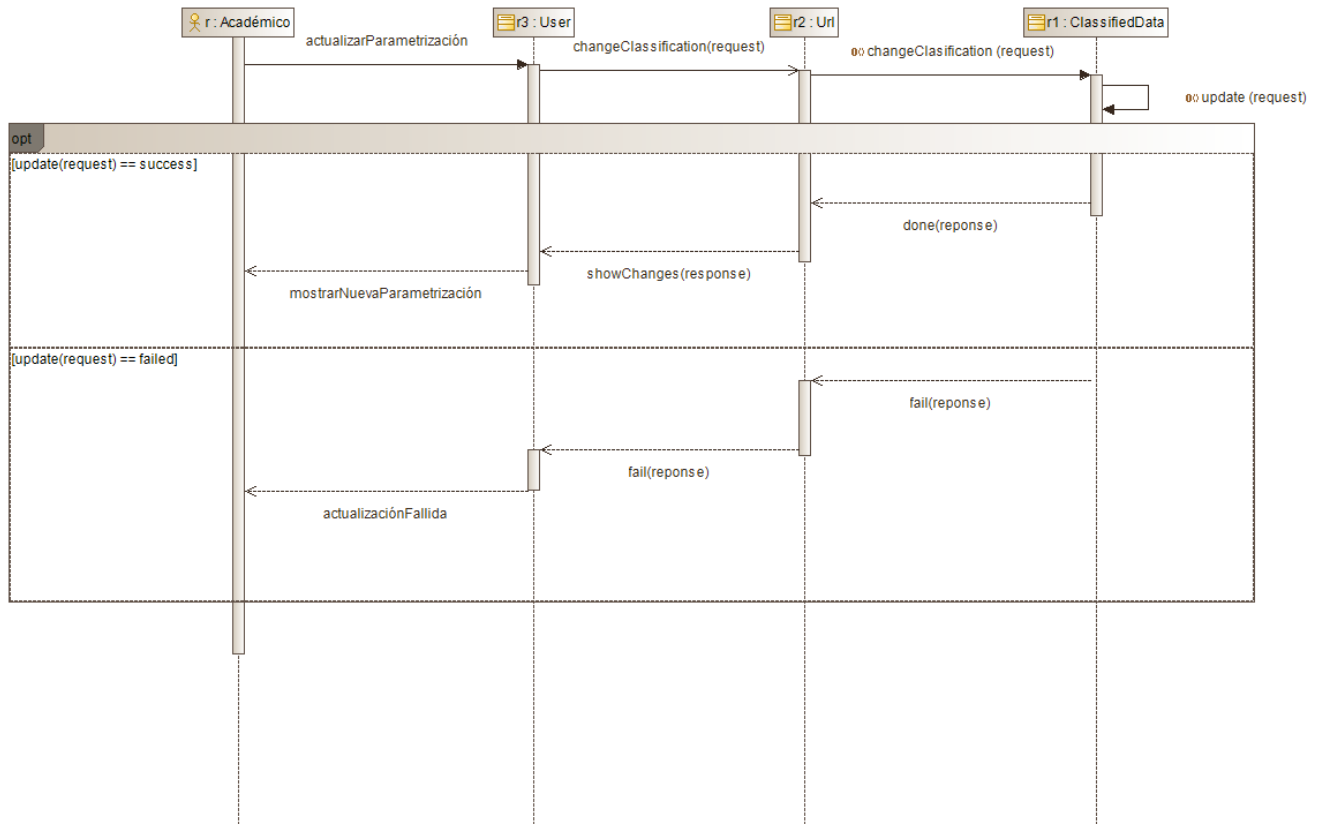 r : Académico
r3 : User
r2 : Url
r1 : ClassifiedData
actualizarParametrización
changeClassification(request)
changeClasification (request)
update (request)
opt
[update(request) == success]
done(reponse)
showChanges(response)
mostrarNuevaParametrización
[update(request) == failed]
fail(reponse)
fail(reponse)
actualizaciónFallida